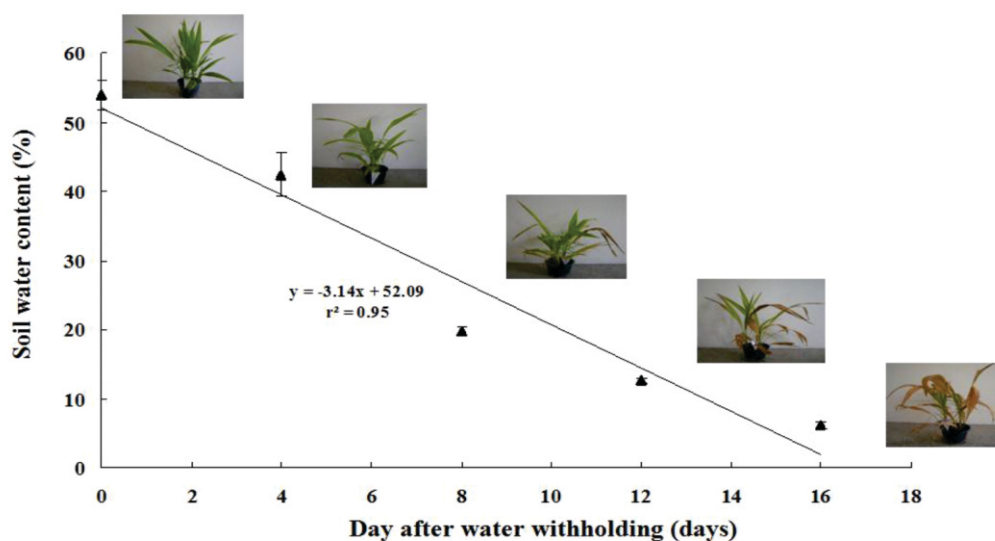 60
50
40
30
20
10
0
Soil water content (%)
y = -3.14x + 52.09
r² = 0.95
0 2 4 6 8 10 12 14 16 18
Day after water withholding (days)